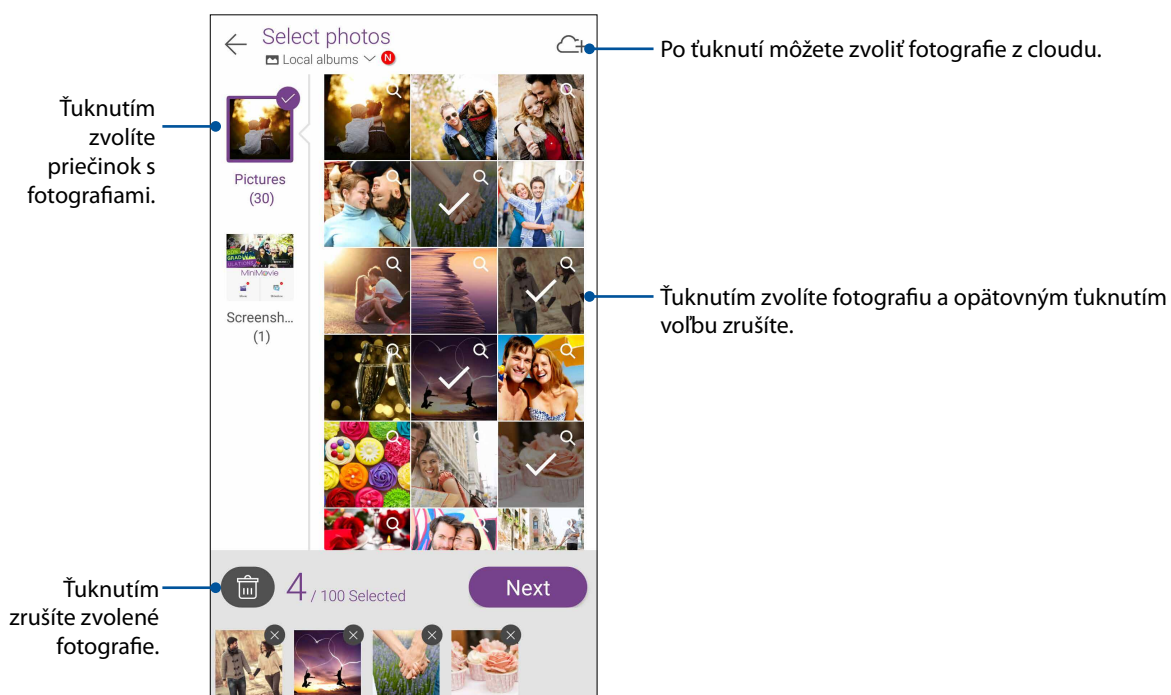 Select photos
Local albums
N
Po ťuknutí môžete zvoliť fotografie z cloudu.
Ťuknutím
zvolíte
priečinok s
fotografiami.
Pictures
(30)
MiniMovie
Screensh...
(1)
Ťuknutím zvolíte fotografiu a opätovným ťuknutím
voľbu zrušíte.
Ťuknutím
zrušíte zvolené
fotografie.
4 / 100 Selected
Next